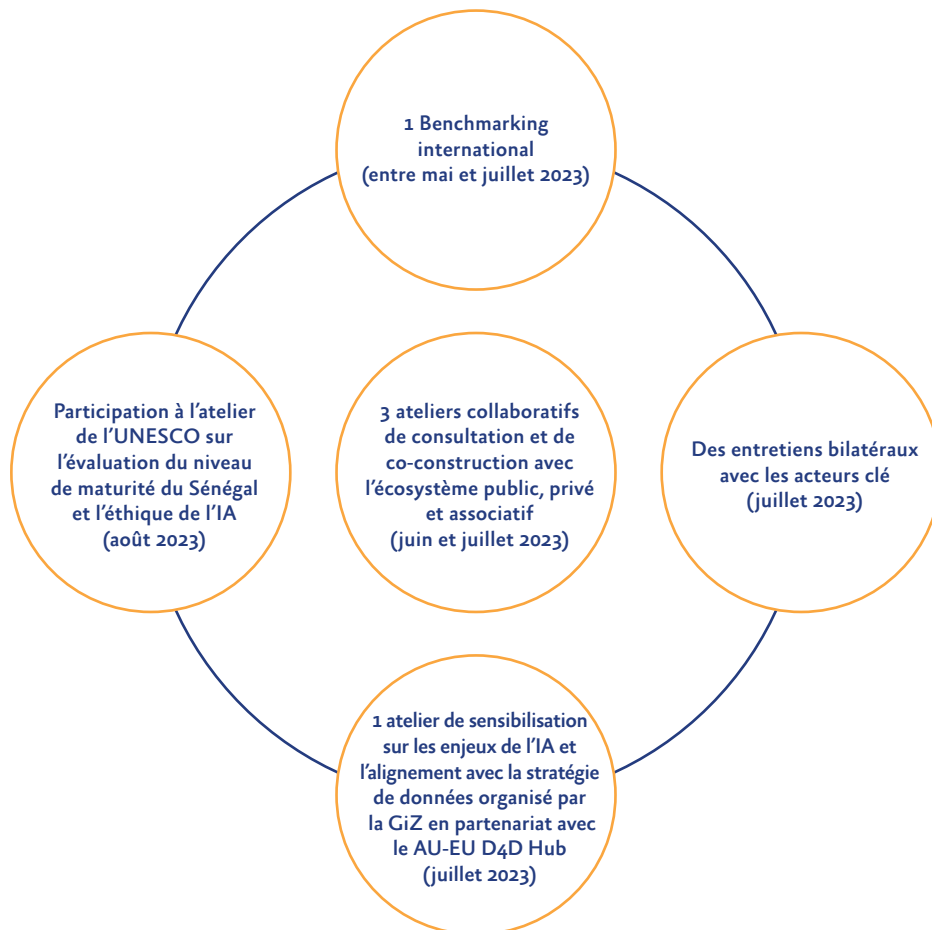 1 Benchmarking
international
(entre mai et juillet 2023)
Participation à l'atelier
de l'UNESCO sur
l'évaluation du niveau
de maturité du Sénégal
et l'éthique de l'IA
(août 2023)
3 ateliers collaboratifs
de consultation et de
co-construction avec
l'écosystème public, privé
et associatif
(juin et juillet 2023)
Des entretiens bilatéraux
avec les acteurs clé
(juillet 2023)
1 atelier de sensibilisation
sur les enjeux de l'IA et
l'alignement avec la stratégie
de données organisé par
la GiZ en partenariat avec
le AU-EU D4D Hub
(juillet 2023)